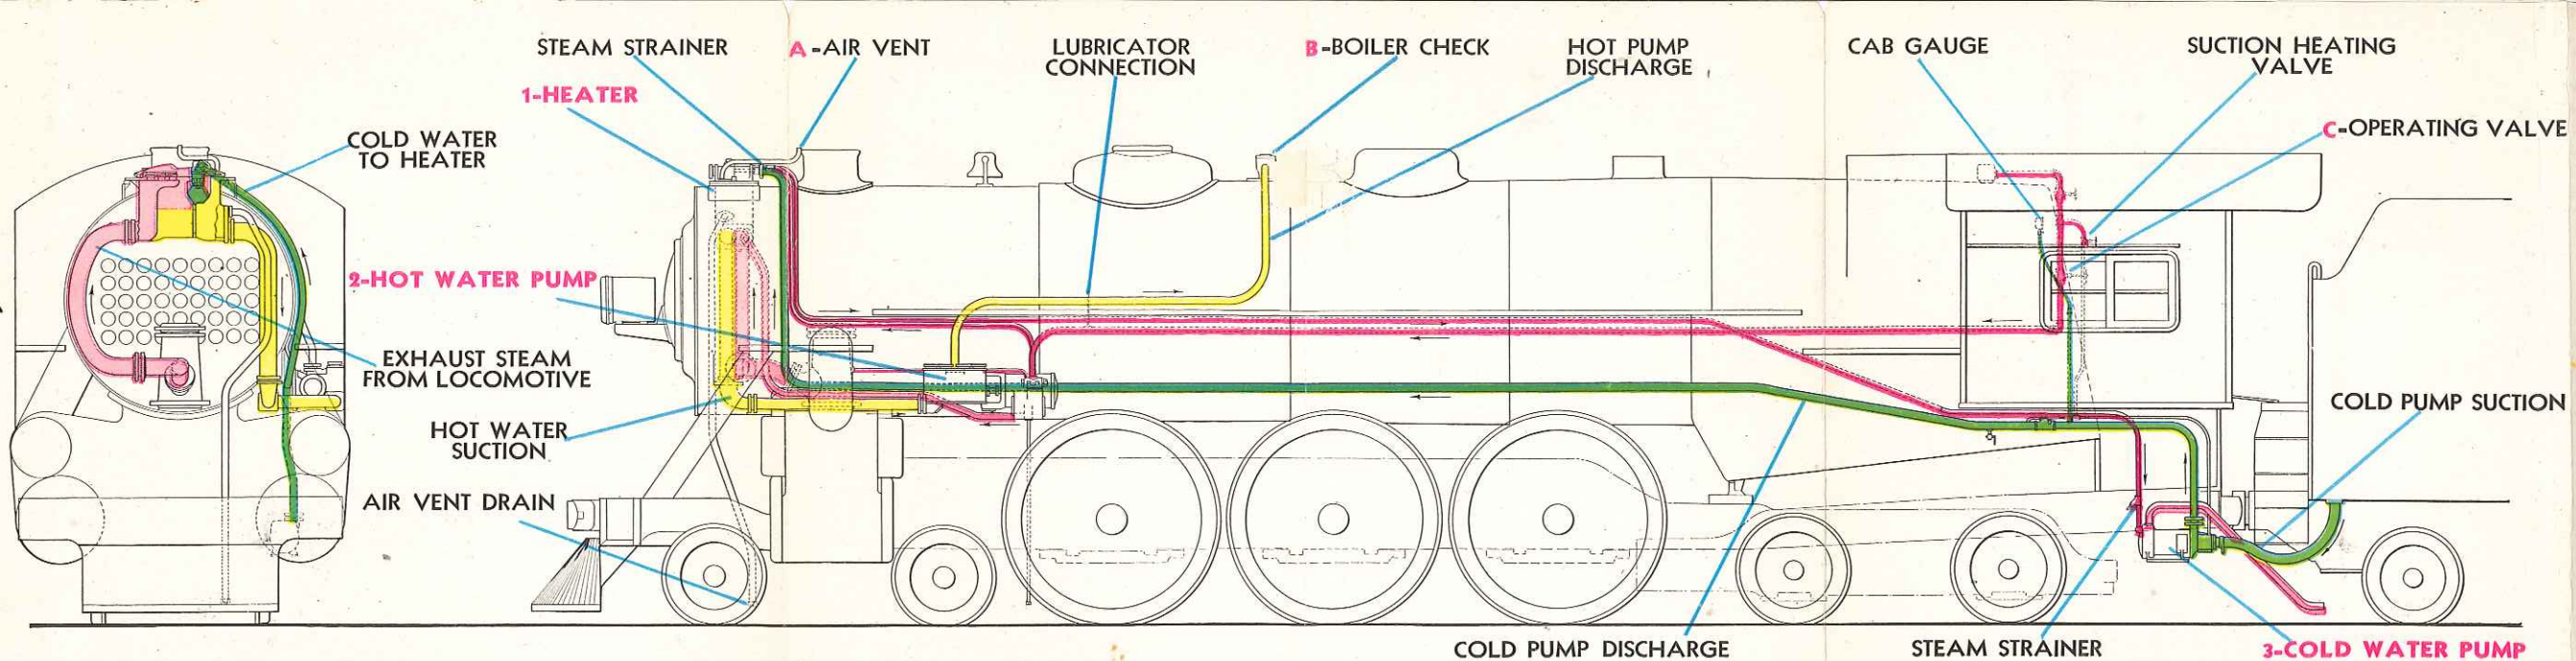 STEAM STRAINER
A-AIR VENT
LUBRICATOR
CONNECTION
B-BOILER CHECK
HOT PUMP
DISCHARGE
CAB GAUGE
SUCTION HEATING
VALVE
1-HEATER
C-OPERATING VALVE
COLD WATER
TO HEATER
2-HOT WATER PUMP
EXHAUST STEAM
FROM LOCOMOTIVE
HOT WATER
SUCTION
COLD PUMP SUCTION
AIR VENT DRAIN
COLD PUMP DISCHARGE
STEAM STRAINER
3-COLD WATER PUMP